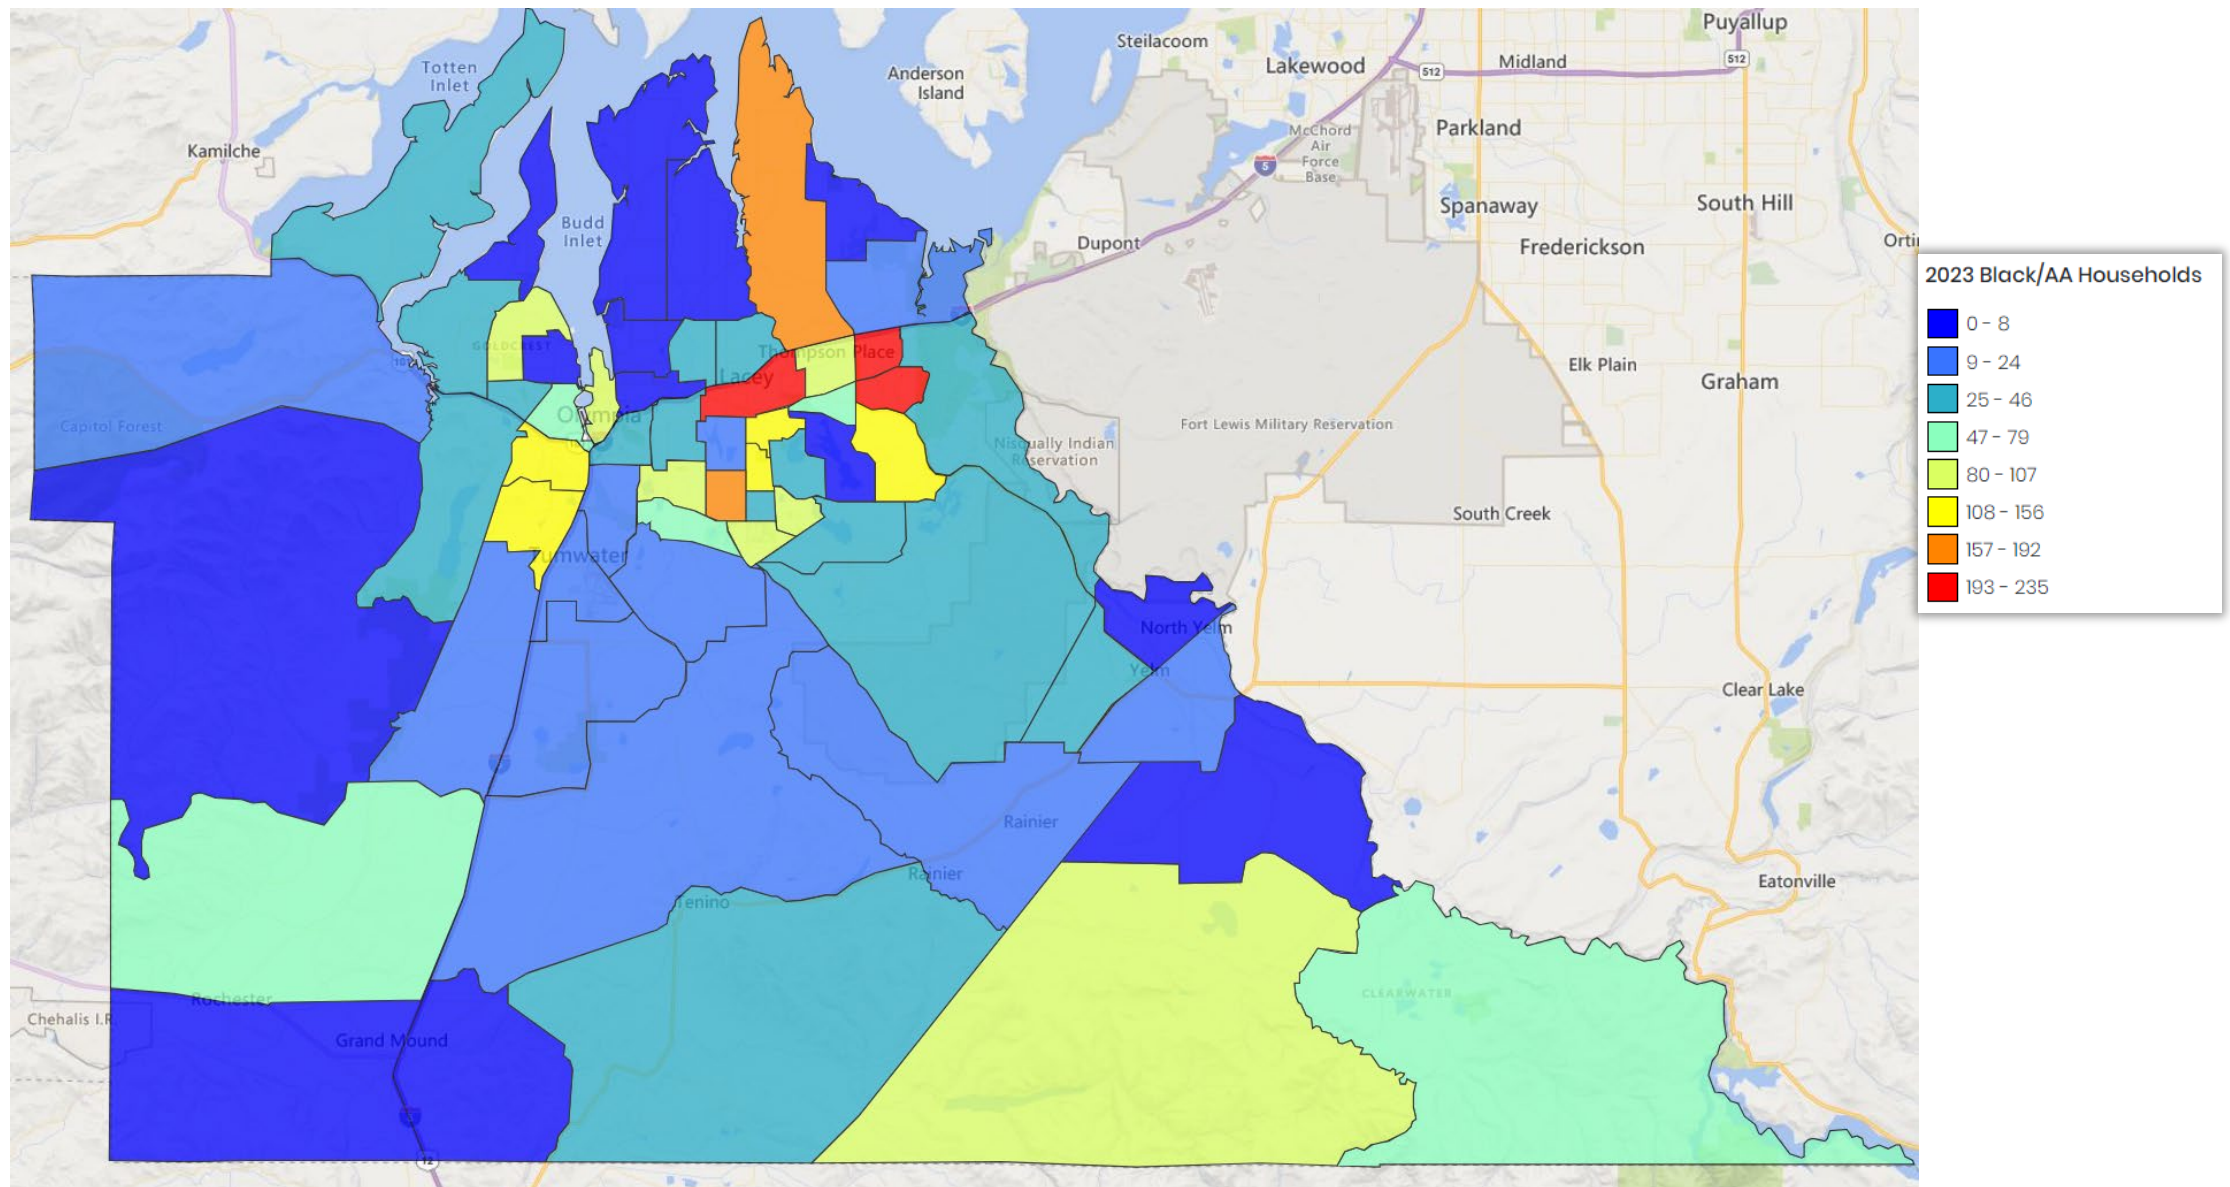 Puyallup
Steilacoom
Lakewood
512
Midland
512
Totten
Inlet
Anderson
Island
McChord
Air
Force
Base
Parkland
Kamilche
5
Spanaway
South Hill
Budd
Inlet
Dupont
Frederickson
Orti
2023 Black/AA Households
0 - 8
9 - 24
25 - 46
47 - 79
80 - 107
108 - 156
157 - 192
193 - 235
GOLDCREST
Thompson Place
101
Lacey
Elk Plain
Graham
Capitol Forest
Olympia
Fort Lewis Military Reservation
Nisqually Indian
Reservation
South Creek
Tumwater
North Yelm
Yelm
Clear Lake
Rainier
Rainier
Tenino
Eatonville
CLEARWATER
Rochester
Chehalis I.R
Grand Mound
12